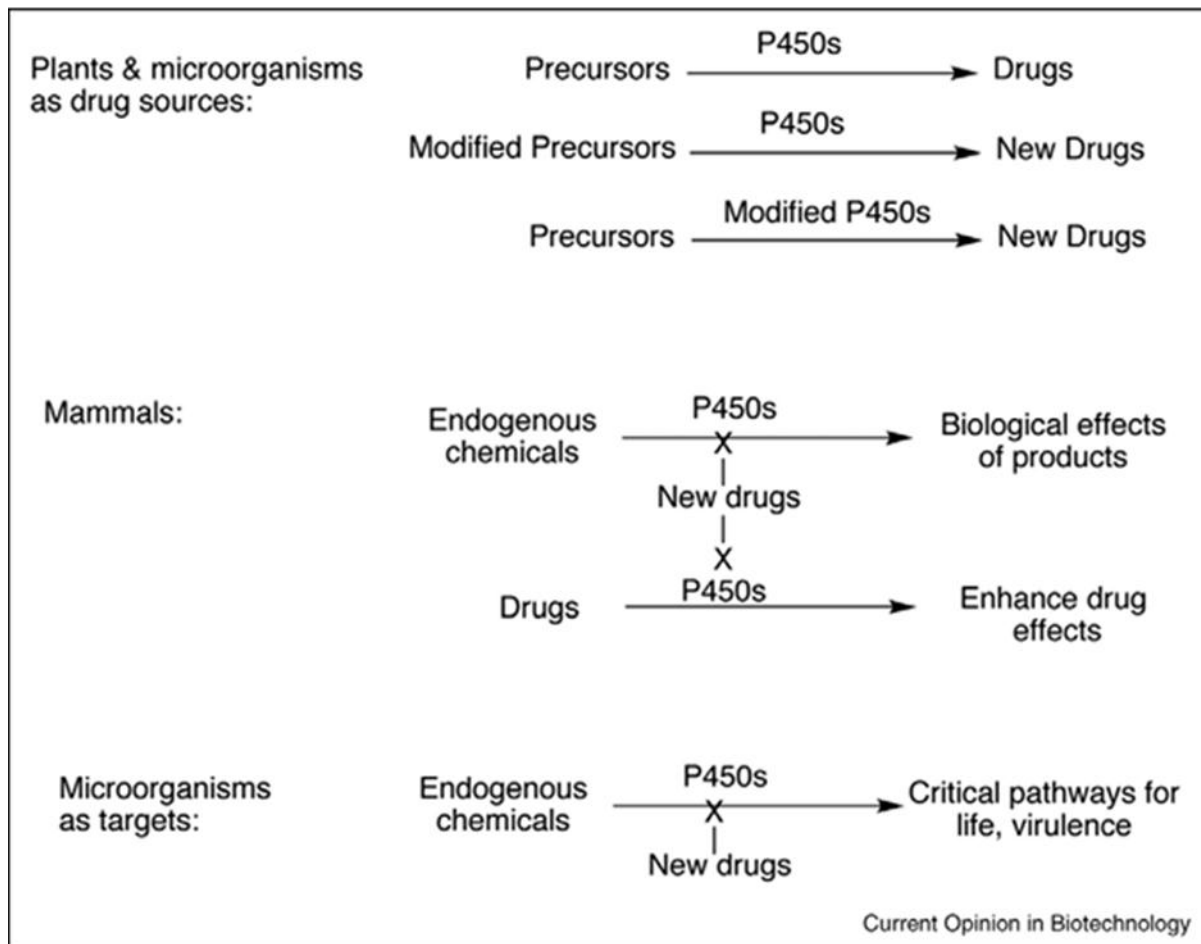 P450s
Plants & microorganisms
as drug sources:
Precursors
Drugs
P450s
Modified Precursors
New Drugs
Modified P450s
Precursors
New Drugs
Mammals:
Endogenous
chemicals
P450s
X
Biological effects
of products
New drugs
X
P450s
Drugs
Enhance drug
effects
Microorganisms
as targets:
Endogenous
chemicals
P450s
X
Critical pathways for
life, virulence
New drugs
Current Opinion in Biotechnology